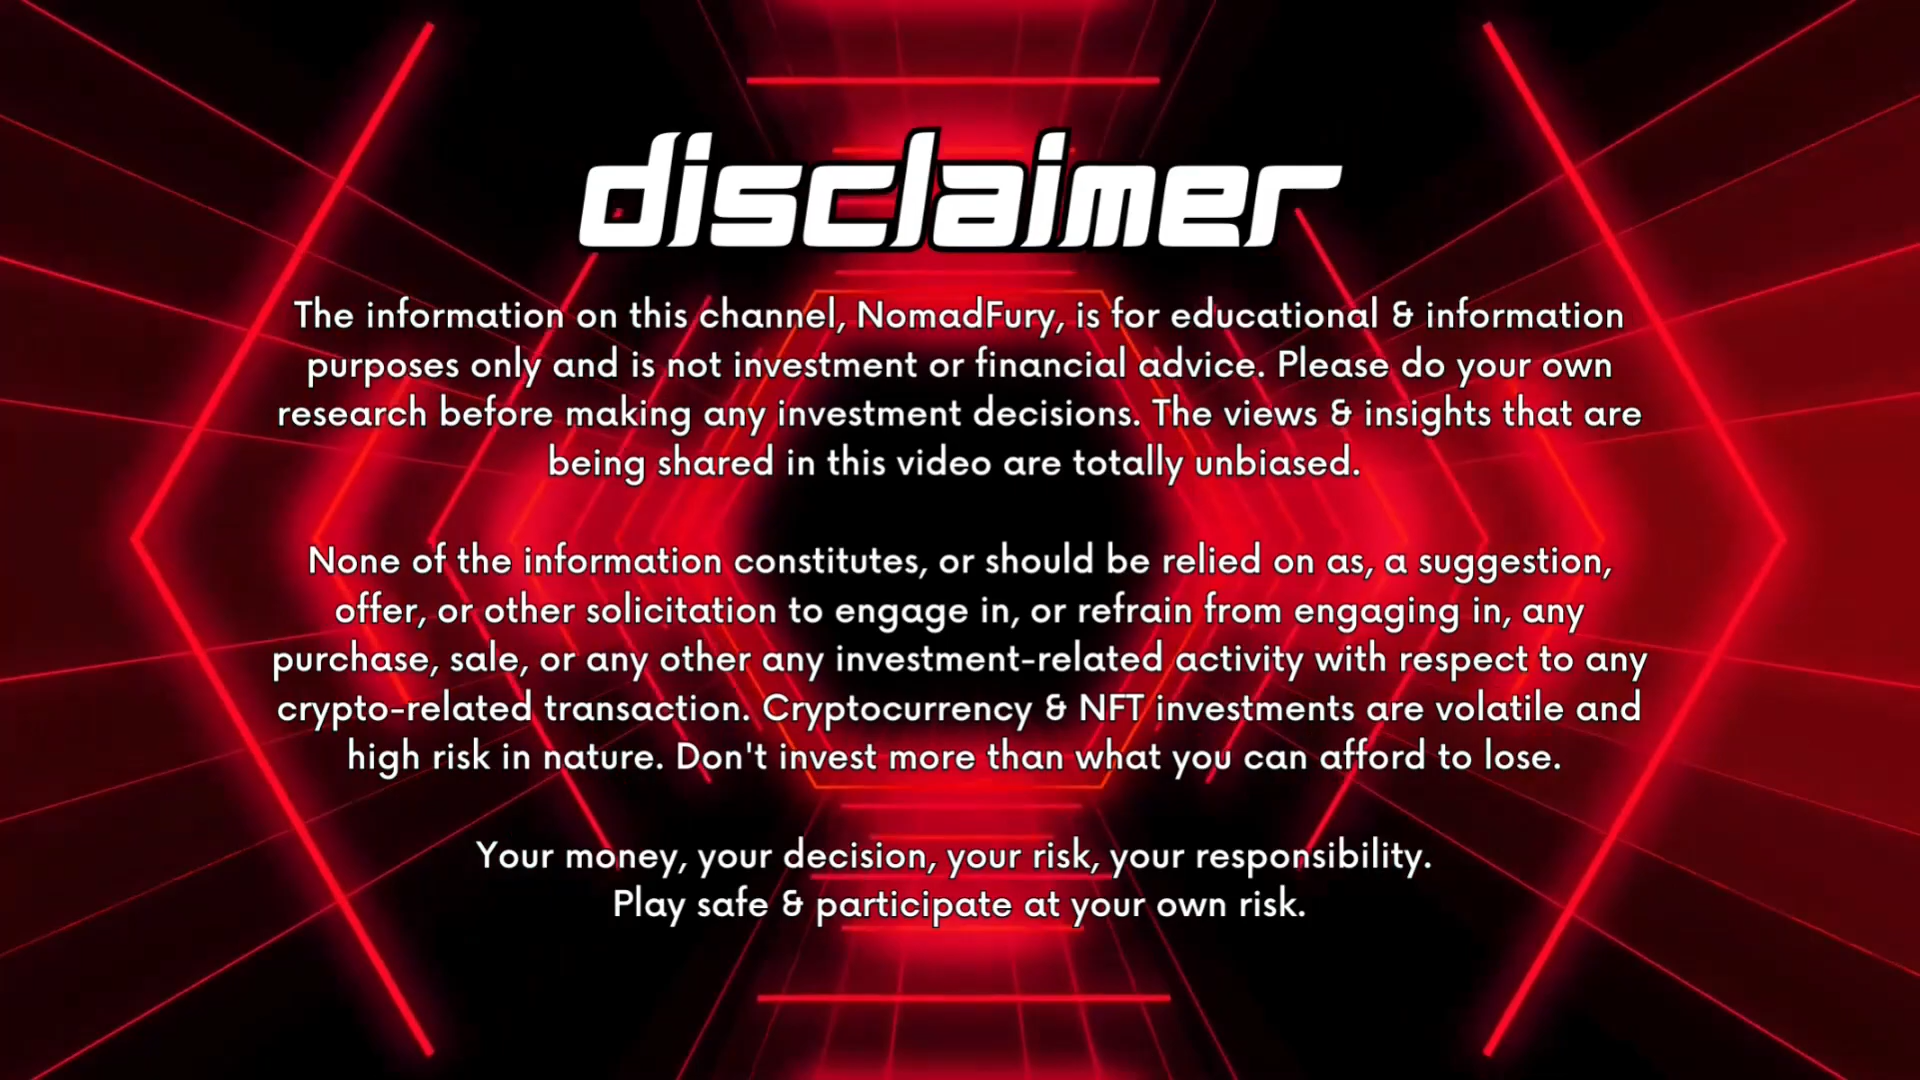 disclaimer
The information on this channel, NomadFury, is for educational & information
purposes only and is not investment or financial advice. Please do your own
research before making any investment decisions. The views & insights that are
being shared in this video are totally unbiased.
None of the information constitutes, or should be relied on as, a suggestion,
offer, or other solicitation to engage in, or refrain from engaging in, any
purchase, sale, or any other any investment-related activity with respect to any
crypto-related transaction. Cryptocurrency & NFT investments are volatile and
high risk in nature. Don't invest more than what you can afford to lose.
Your money, your decision, your risk, your responsibility.
Play safe & participate at your own risk.